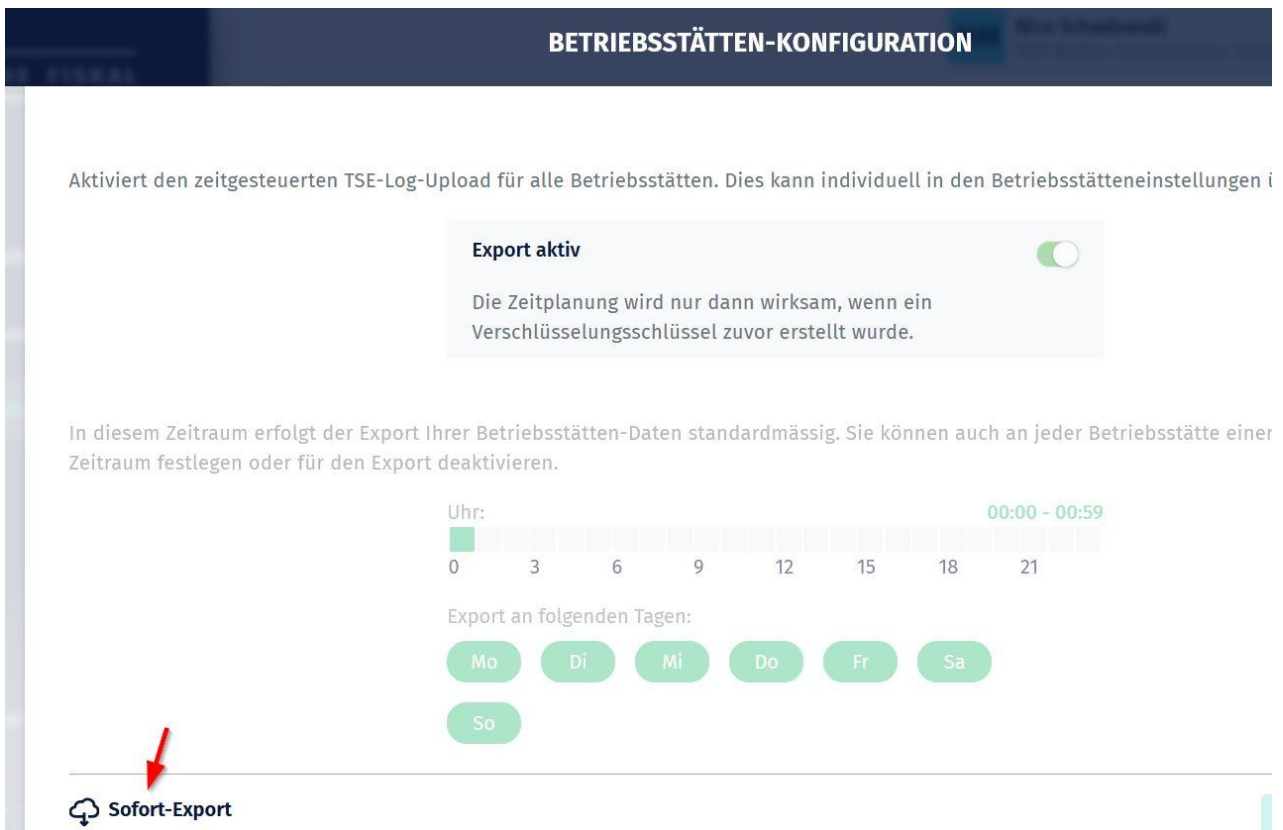 BETRIEBSSTÄTTEN-KONFIGURATION
FISKAL
Aktiviert den zeitgesteuerten TSE-Log-Upload für alle Betriebsstätten. Dies kann individuell in den Betriebsstätteneinstellungen
Export aktiv
Die Zeitplanung wird nur dann wirksam, wenn ein
Verschlüsselungsschlüssel zuvor erstellt wurde.
In diesem Zeitraum erfolgt der Export Ihrer Betriebsstätten-Daten standardmässig. Sie können auch an jeder Betriebsstätte einen
Zeitraum festlegen oder für den Export deaktivieren.
Uhr: 00:00 - 00:59
0 3 6 9 12 15 18 21
Export an folgenden Tagen:
Mo Di Mi Do Fr Sa
So
Sofort-Export